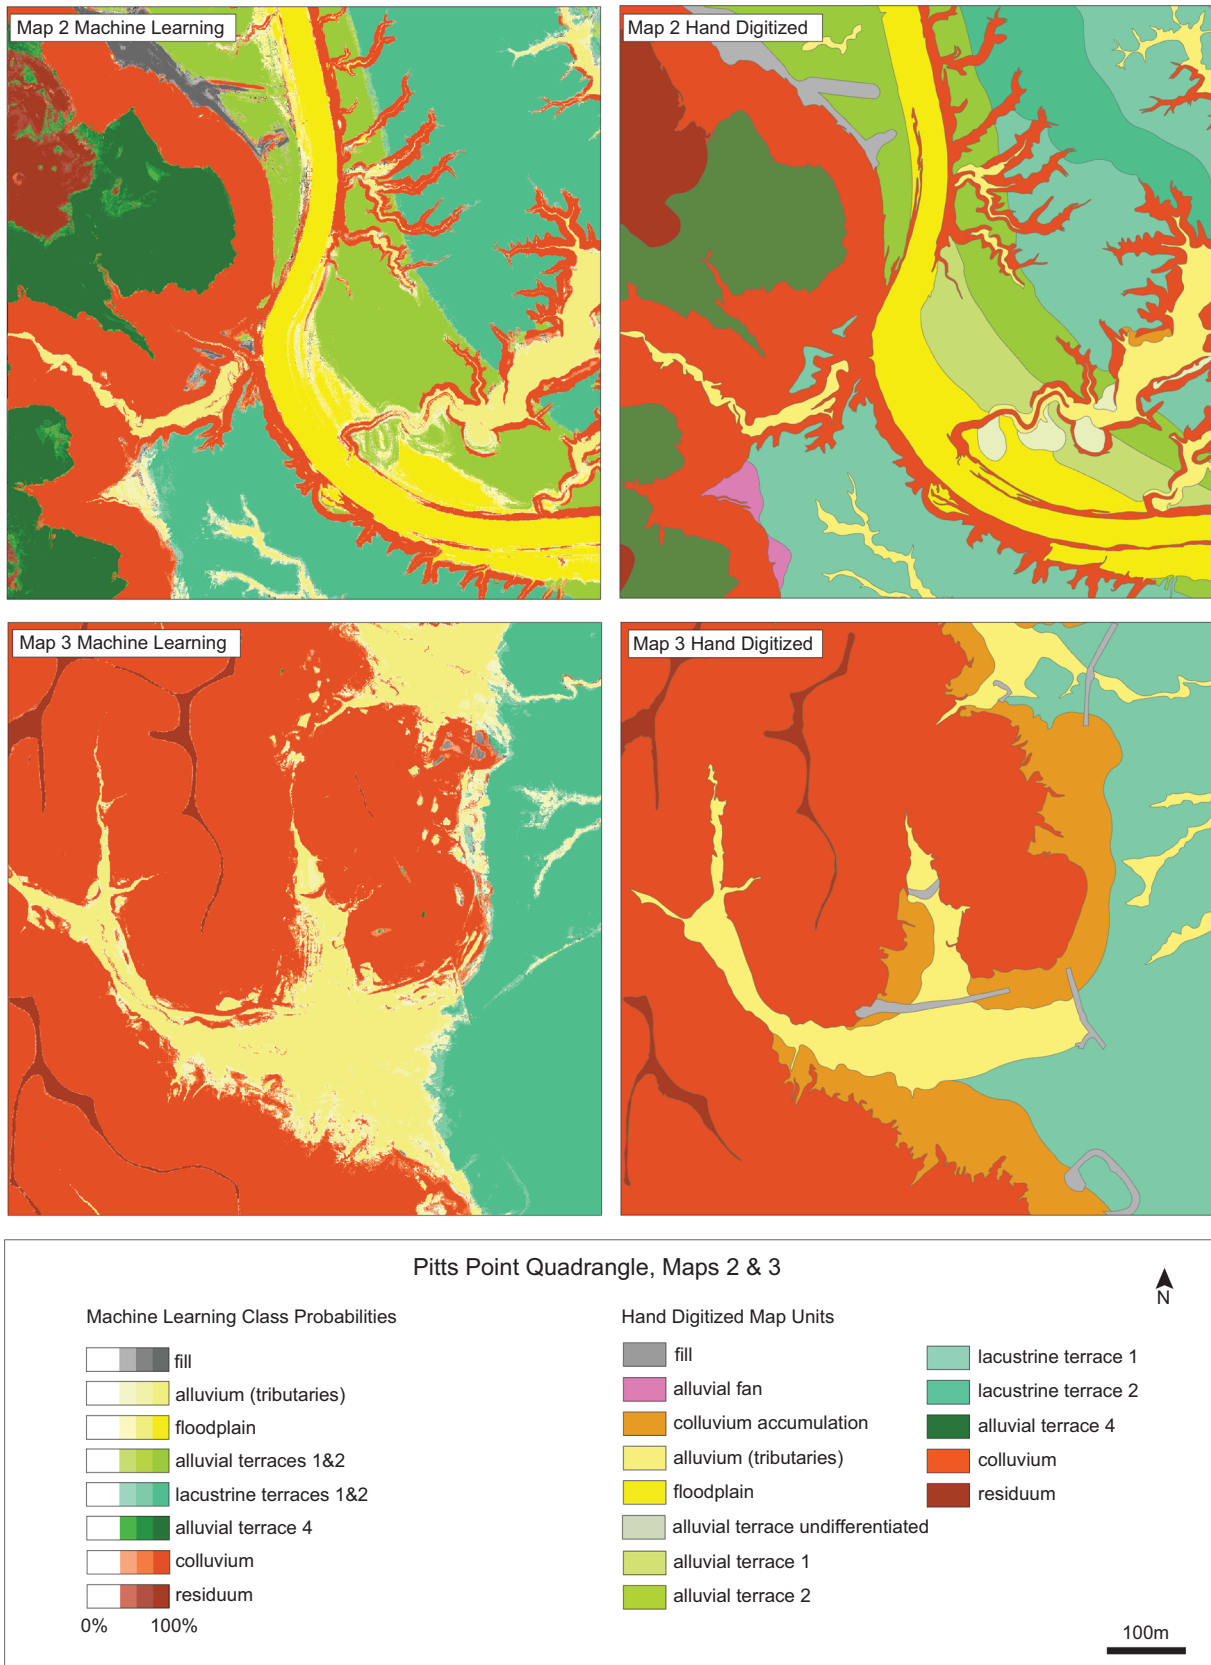 Map 2 Machine Learning
Map 2 Hand Digitized
Map 3 Machine Learning
Map 3 Hand Digitized
Pitts Point Quadrangle, Maps 2 & 3
N
Machine Learning Class Probabilities
fill
alluvium (tributaries)
floodplain
alluvial terraces 1&2
lacustrine terraces 1&2
alluvial terrace 4
colluvium
residuum
0% 100%
Hand Digitized Map Units
fill
alluvial fan
colluvium accumulation
alluvium (tributaries)
floodplain
alluvial terrace undifferentiated
alluvial terrace 1
alluvial terrace 2
lacustrine terrace 1
lacustrine terrace 2
alluvial terrace 4
colluvium
residuum
100m